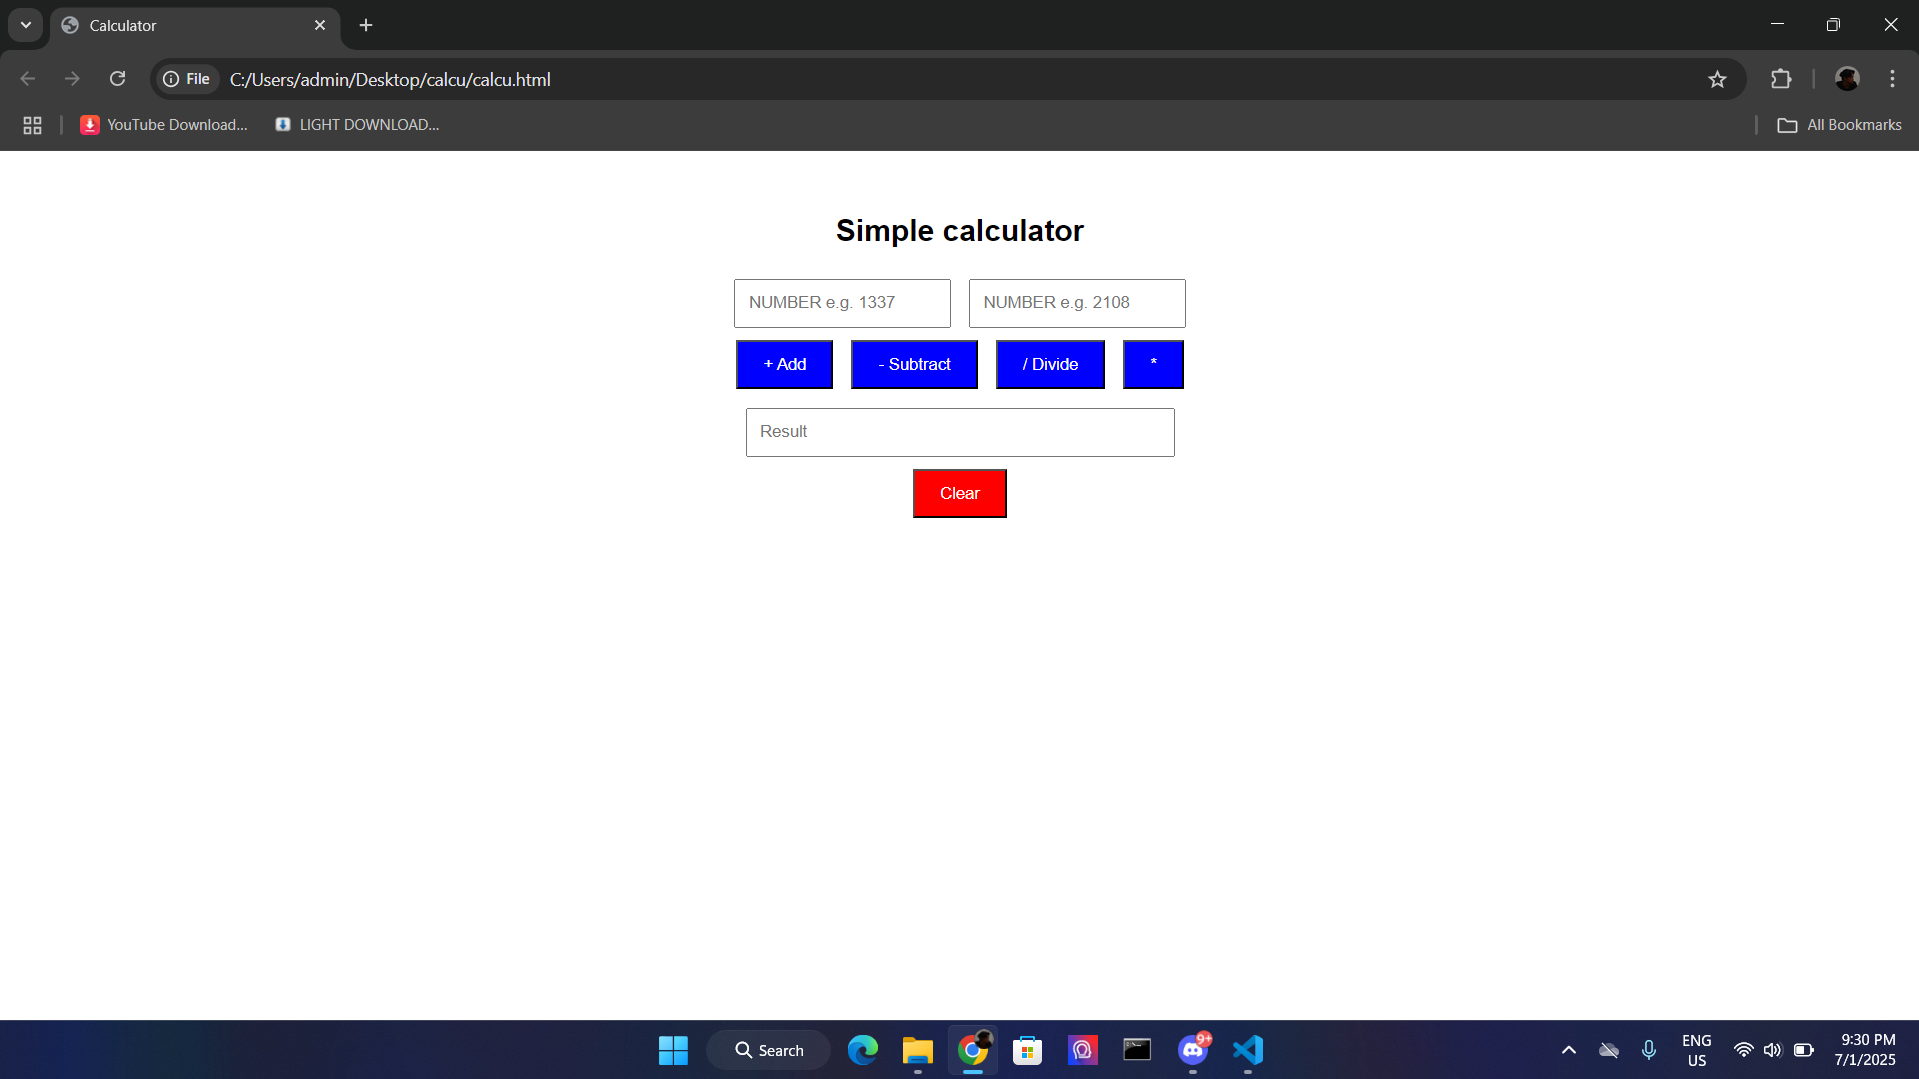 Calculator
File C:/Users/admin/Desktop/calcu/calcu.html
YouTube Download... LIGHT DOWNLOAD... All Bookmarks
Simple calculator
NUMBER e.g. 1337 NUMBER e.g. 2108
+ Add - Subtract / Divide *
Result
Clear
Search 9+ ENG 9:30 PM
US 7/1/2025